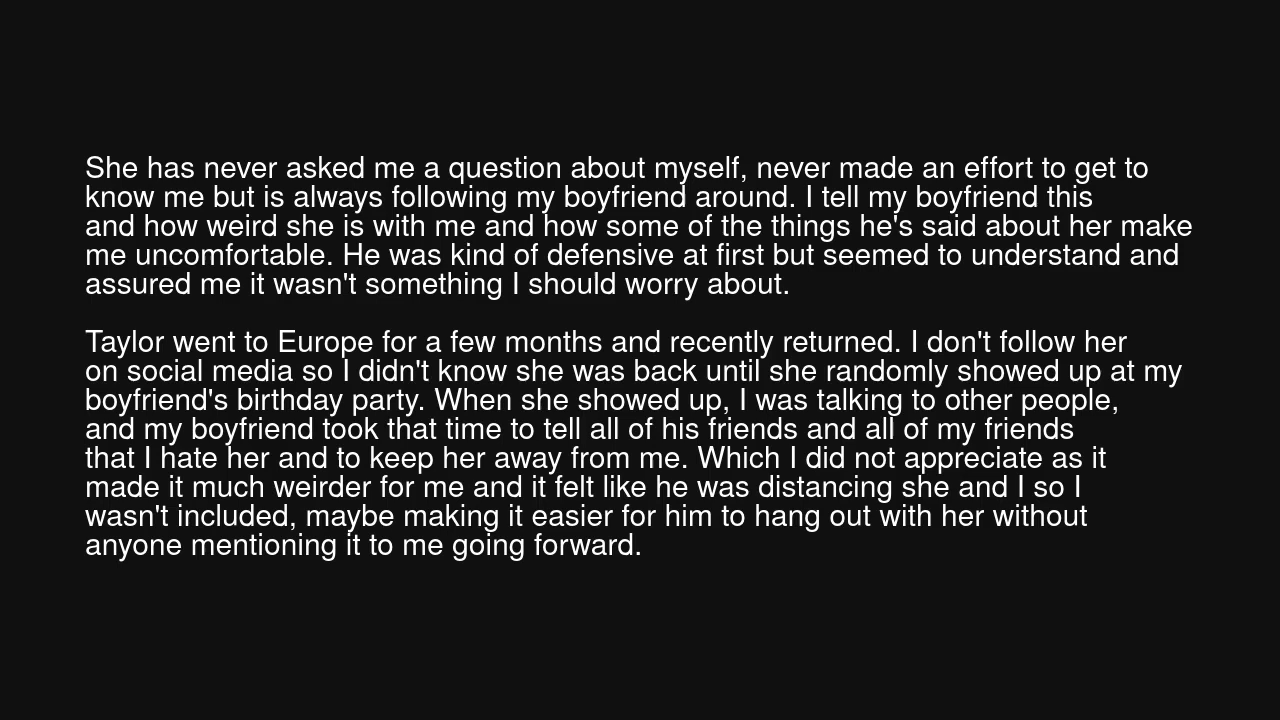 She has never asked me a question about myself, never made an effort to get to
know me but is always following my boyfriend around. I tell my boyfriend this
and how weird she is with me and how some of the things he's said about her make
me uncomfortable. He was kind of defensive at first but seemed to understand and
assured me it wasn't something I should worry about.
Taylor went to Europe for a few months and recently returned. I don't follow her
on social media so I didn't know she was back until she randomly showed up at my
boyfriend's birthday party. When she showed up, I was talking to other people,
and my boyfriend took that time to tell all of his friends and all of my friends
that I hate her and to keep her away from me. Which I did not appreciate as it
made it much weirder for me and it felt like he was distancing she and I so I
wasn't included, maybe making it easier for him to hang out with her without
anyone mentioning it to me going forward.